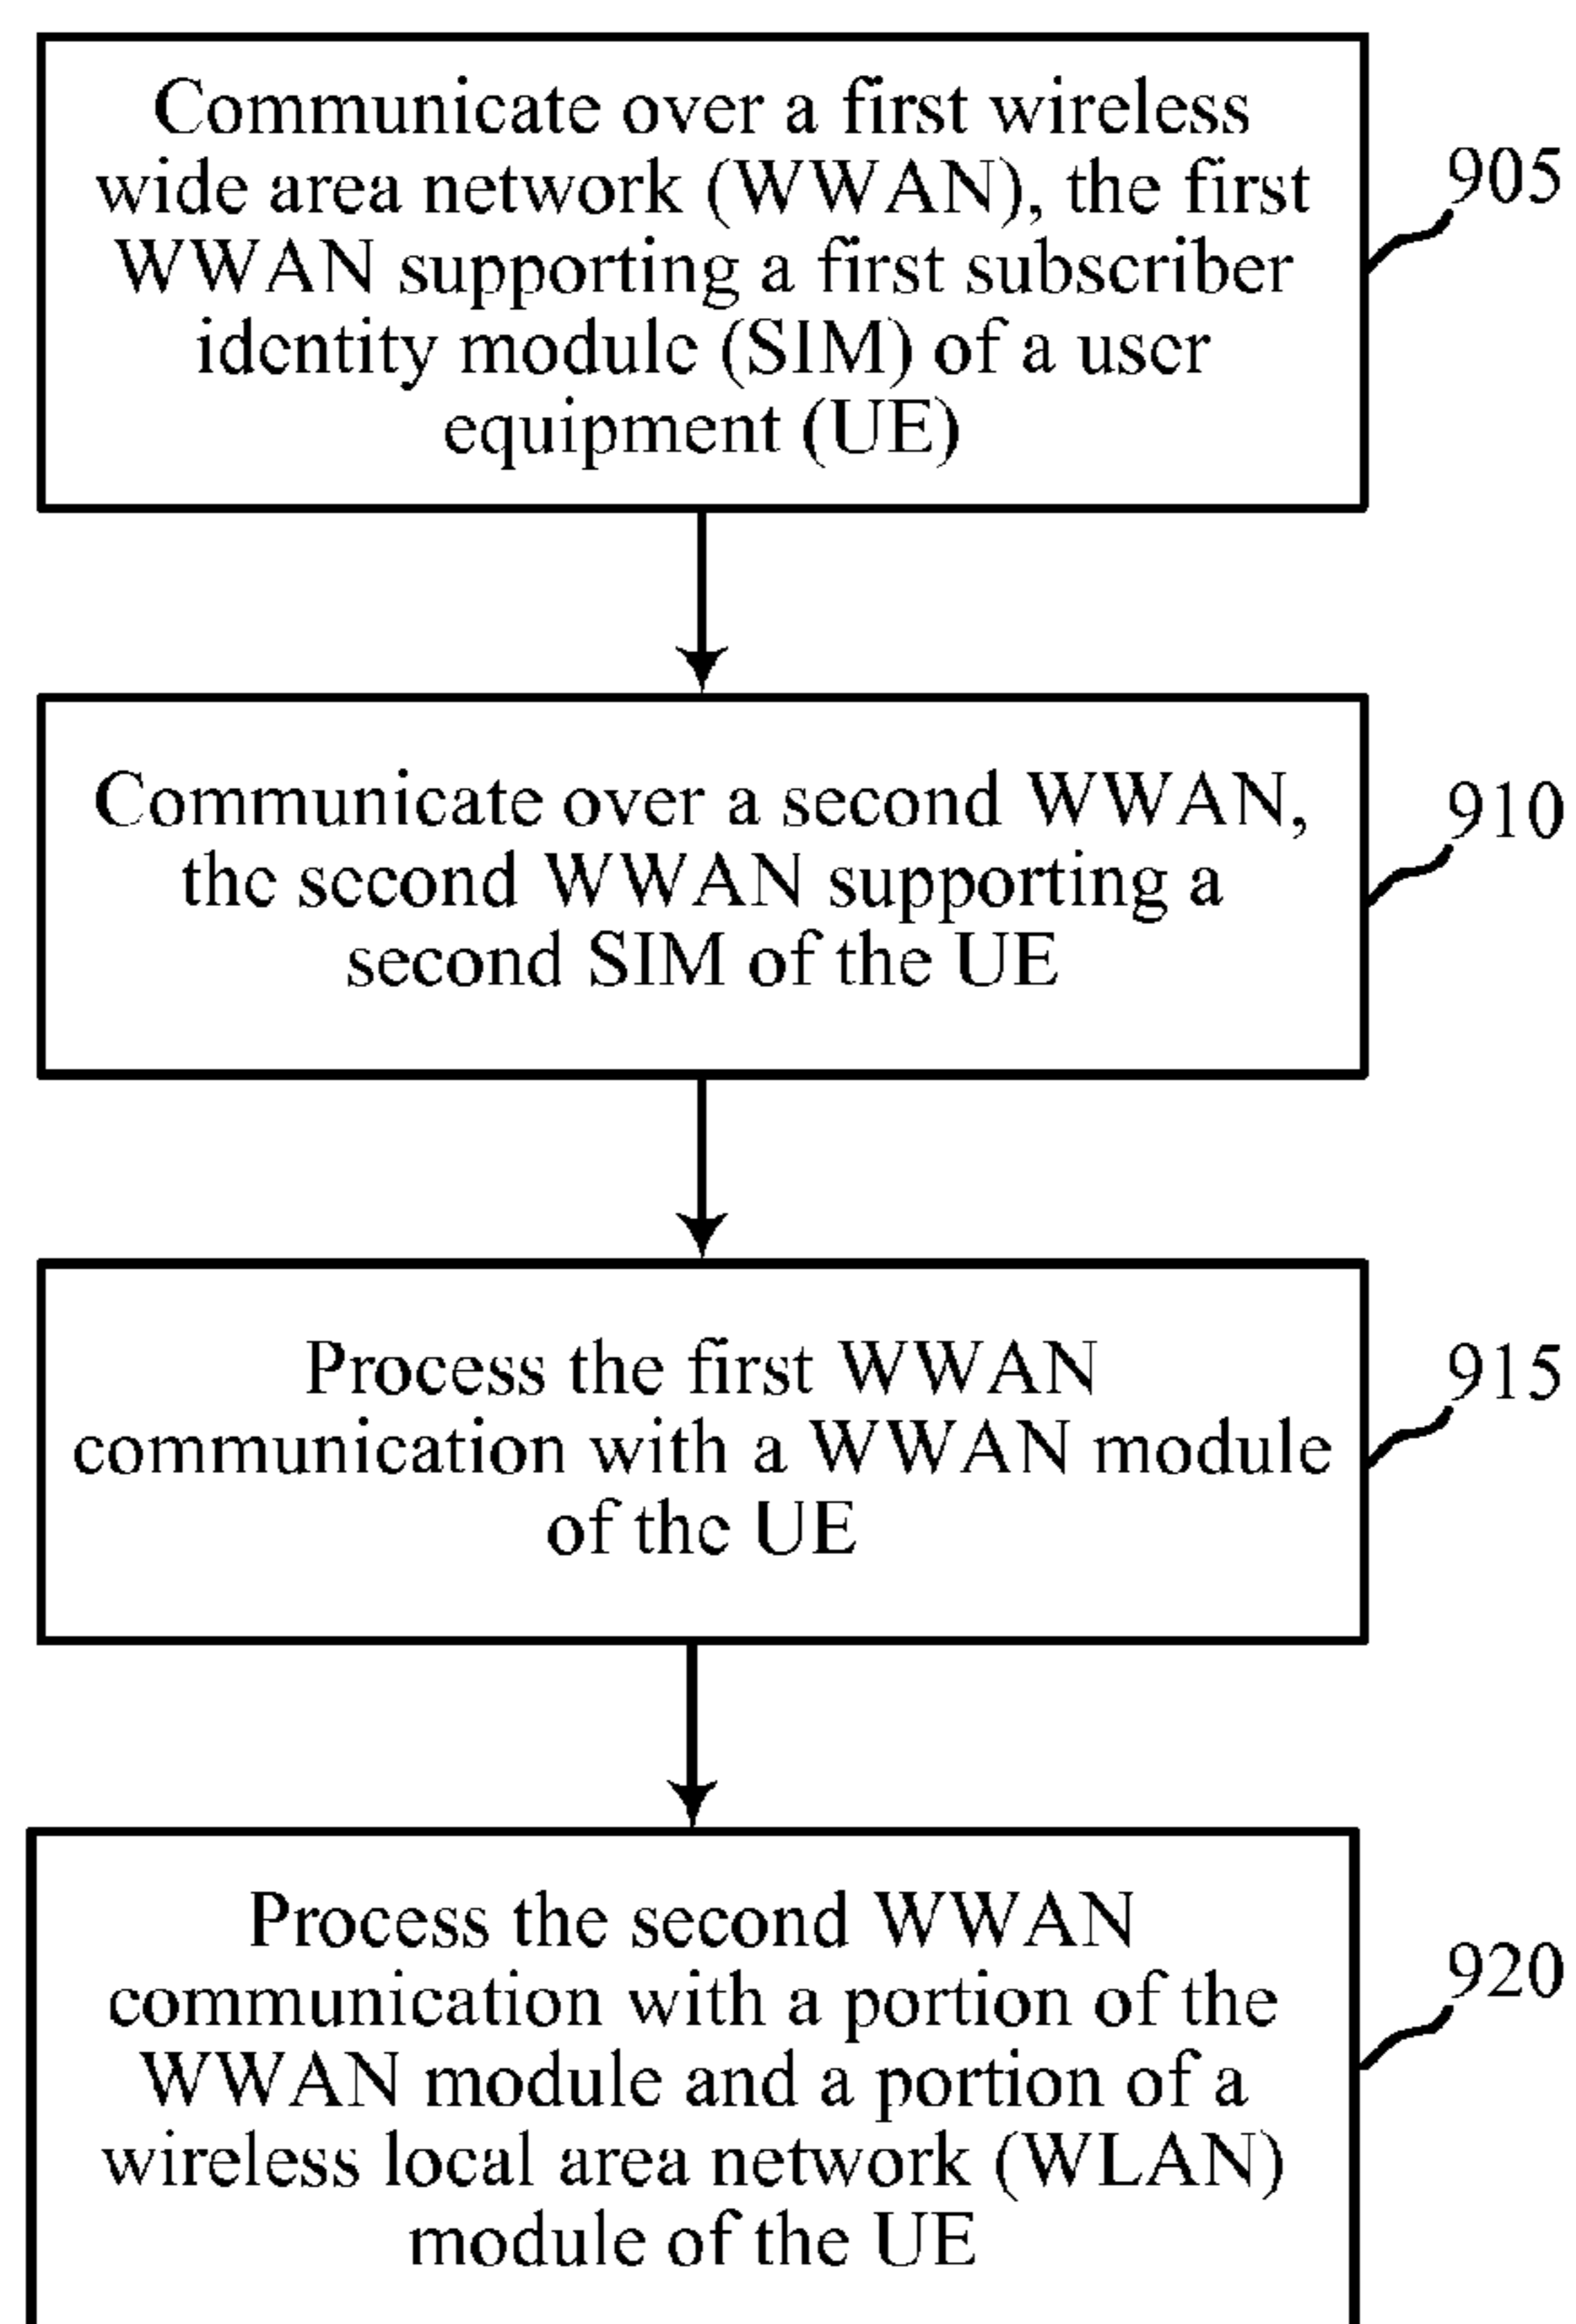 Communicate over a first wireless
wide area network (WWAN), the first
WWAN supporting a first subscriber
identity module (SIM) of a user
equipment (UE)
905
Communicate over a second WWAN,
the second WWAN supporting a
second SIM of the UE
910
Process the first WWAN
communication with a WWAN module
of the UE
915
Process the second WWAN
communication with a portion of the
WWAN module and a portion of a
wireless local area network (WLAN)
module of the UE
920